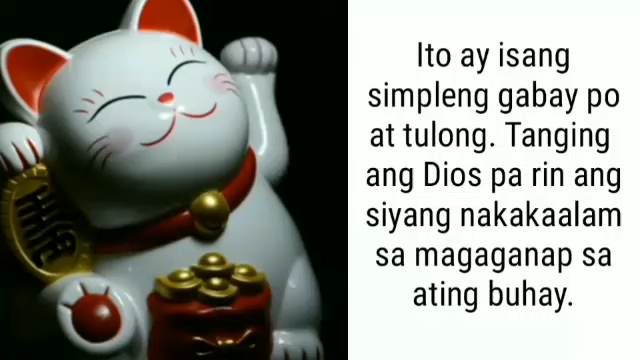 Ito ay isang
simpleng gabay po
at tulong. Tanging
ang Dios pa rin ang
siyang nakakaalam
sa magaganap sa
ating buhay.